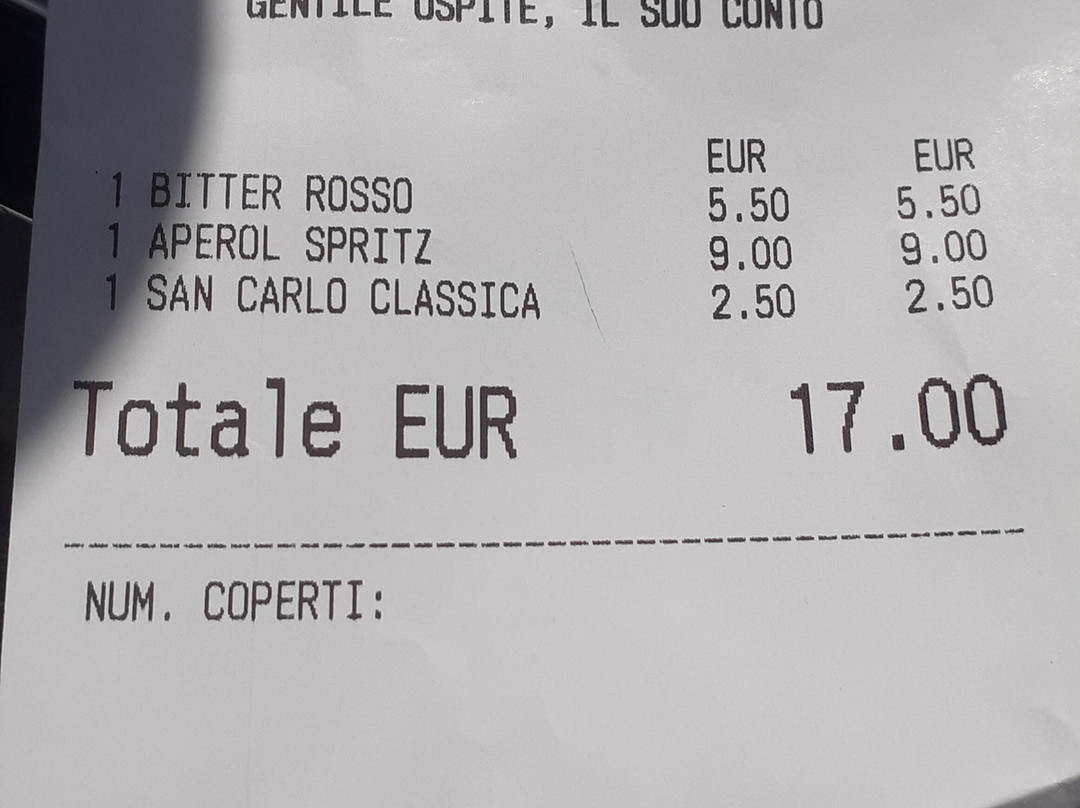 GENTILE OSPITE, IL SUO CONTO
EUR EUR
1 BITTER ROSSO 5.50 5.50
1 APEROL SPRITZ 9.00 9.00
1 SAN CARLO CLASSICA 2.50 2.50
Totale EUR 17.00
NUM. COPERTI: